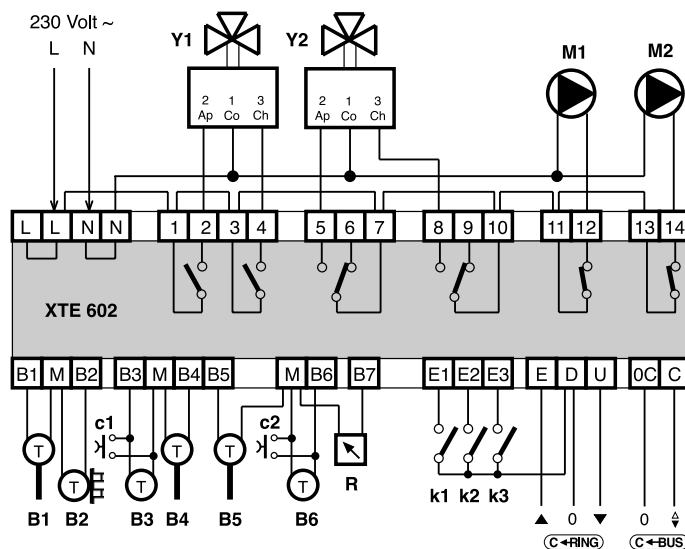 230 Volt ~
L N
Y1 Y2 M1 M2
2 1 3 2 1 3
Ap Co Ch Ap Co Ch
L L N N 1 2 3 4 5 6 7 8 9 10 11 12 13 14
XTE 602
B1 M B2 B3 M B4 B5 M B6 B7 E1 E2 E3 E D U 0C C
c1 c2
T T T T T T
B1 B2 B3 B4 B5 B6 R k1 k2 k3
▲ 0 ▼ 0
C RING C BUS